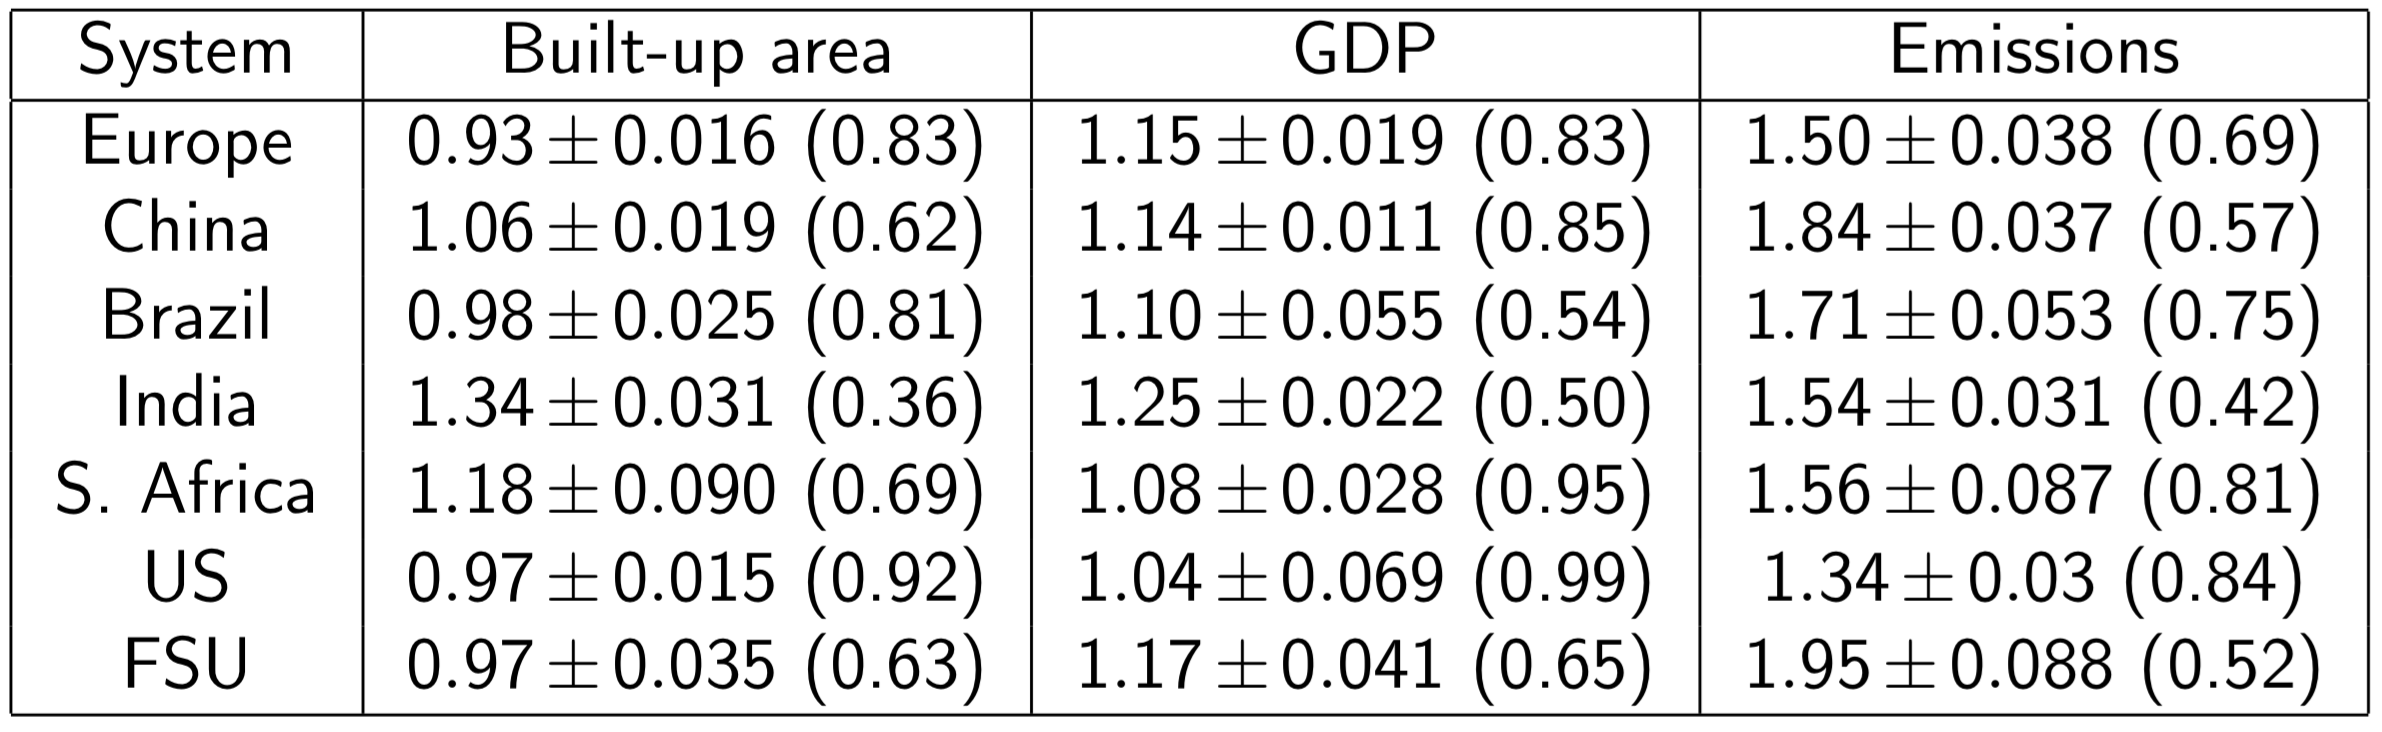 System Built-up area GDP Emissions
Europe 0.93 ± 0.016 (0.83) 1.15 ± 0.019 (0.83) 1.50 ± 0.038 (0.69)
China 1.06 ± 0.019 (0.62) 1.14 ± 0.011 (0.85) 1.84 ± 0.037 (0.57)
Brazil 0.98 ± 0.025 (0.81) 1.10 ± 0.055 (0.54) 1.71 ± 0.053 (0.75)
India 1.34 ± 0.031 (0.36) 1.25 ± 0.022 (0.50) 1.54 ± 0.031 (0.42)
S. Africa 1.18 ± 0.090 (0.69) 1.08 ± 0.028 (0.95) 1.56 ± 0.087 (0.81)
US 0.97 ± 0.015 (0.92) 1.04 ± 0.069 (0.99) 1.34 ± 0.03 (0.84)
FSU 0.97 ± 0.035 (0.63) 1.17 ± 0.041 (0.65) 1.95 ± 0.088 (0.52)